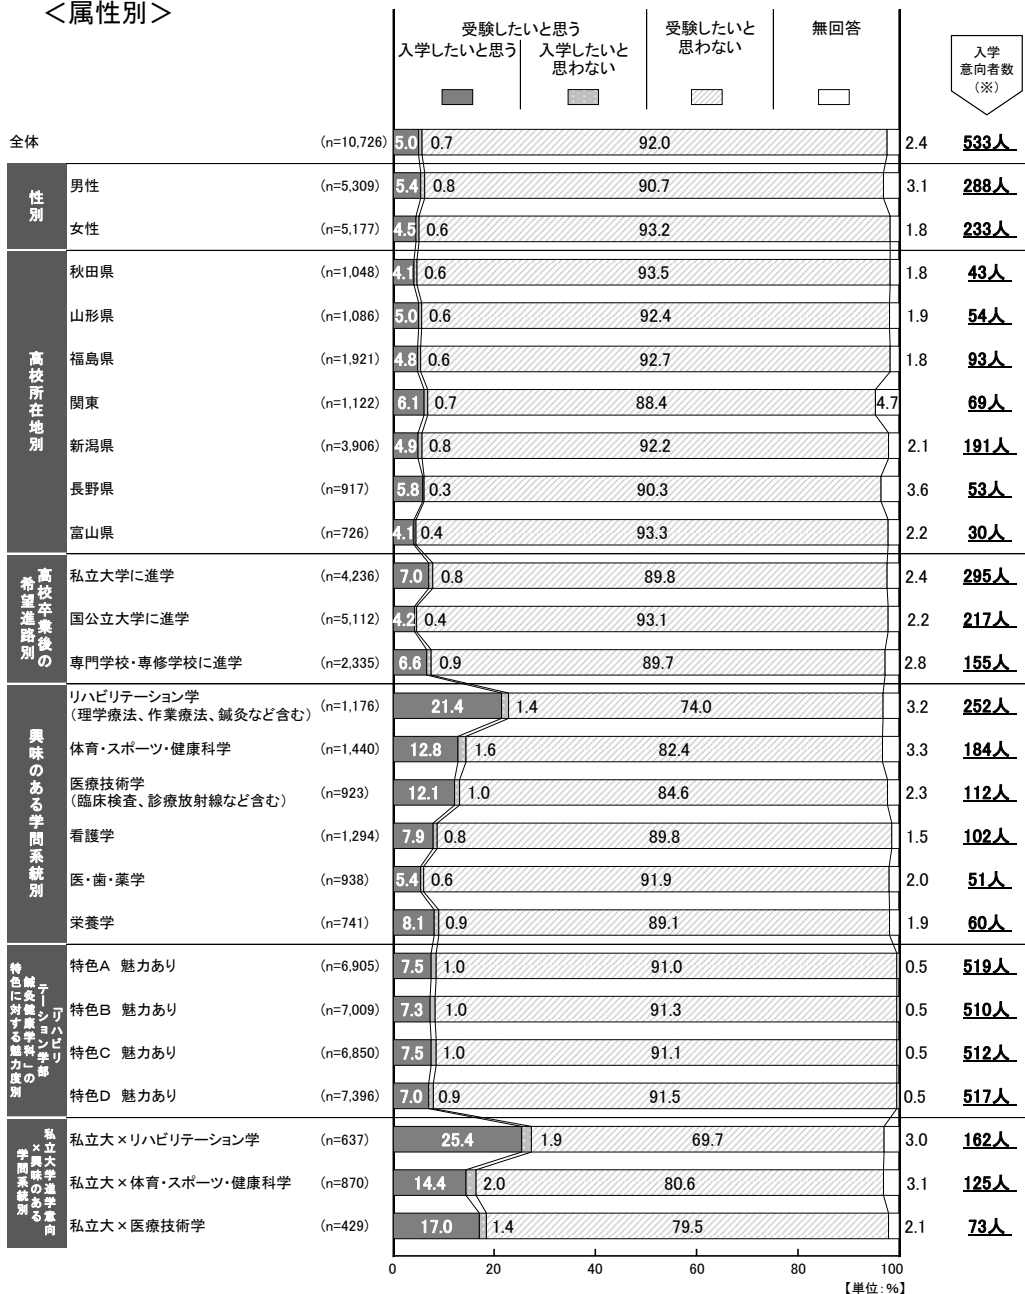 ＜属性別＞
受験したいと思う
入学したいと思う
入学したいと
思わない
受験したいと
思わない
無回答
入学
意向者数
（※）
全体 (n=10,726) 5.0 0.7 92.0 2.4 533人
性別
男性 (n=5,309) 5.4 0.8 90.7 3.1 288人
女性 (n=5,177) 4.5 0.6 93.2 1.8 233人
高校所在地別
秋田県 (n=1,048) 4.1 0.6 93.5 1.8 43人
山形県 (n=1,086) 5.0 0.6 92.4 1.9 54人
福島県 (n=1,921) 4.8 0.6 92.7 1.8 93人
関東 (n=1,122) 6.1 0.7 88.4 4.7 69人
新潟県 (n=3,906) 4.9 0.8 92.2 2.1 191人
長野県 (n=917) 5.8 0.3 90.3 3.6 53人
富山県 (n=726) 4.1 0.4 93.3 2.2 30人
高校卒業後の
希望進路別
私立大学に進学 (n=4,236) 7.0 0.8 89.8 2.4 295人
国公立大学に進学 (n=5,112) 4.2 0.4 93.1 2.2 217人
専門学校・専修学校に進学 (n=2,335) 6.6 0.9 89.7 2.8 155人
興味のある学問系統別
リハビリテーション学
（理学療法、作業療法、鍼灸など含む） (n=1,176) 21.4 1.4 74.0 3.2 252人
体育・スポーツ・健康科学 (n=1,440) 12.8 1.6 82.4 3.3 184人
医療技術学
（臨床検査、診療放射線など含む） (n=923) 12.1 1.0 84.6 2.3 112人
看護学 (n=1,294) 7.9 0.8 89.8 1.5 102人
医・歯・薬学 (n=938) 5.4 0.6 91.9 2.0 51人
栄養学 (n=741) 8.1 0.9 89.1 1.9 60人
「リハビリ
テーション学部
鍼灸健康学科」の
特色に対する魅力度別
特色A 魅力あり (n=6,905) 7.5 1.0 91.0 0.5 519人
特色B 魅力あり (n=7,009) 7.3 1.0 91.3 0.5 510人
特色C 魅力あり (n=6,850) 7.5 1.0 91.1 0.5 512人
特色D 魅力あり (n=7,396) 7.0 0.9 91.5 0.5 517人
私立大学進学意向
×興味のある
学問系統別
私立大×リハビリテーション学 (n=637) 25.4 1.9 69.7 3.0 162人
私立大×体育・スポーツ・健康科学 (n=870) 14.4 2.0 80.6 3.1 125人
私立大×医療技術学 (n=429) 17.0 1.4 79.5 2.1 73人
0 20 40 60 80 100
【単位：％】